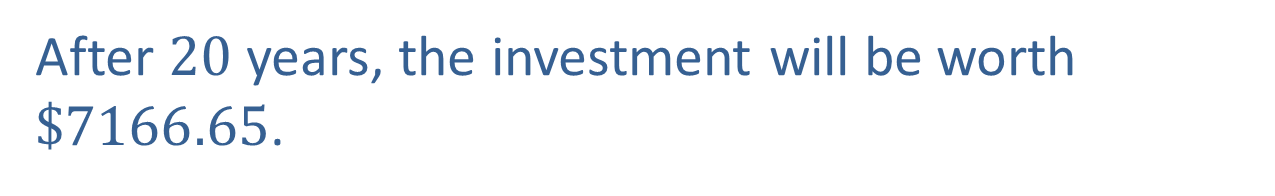 After 20 years, the investment will be worth
$7166.65.